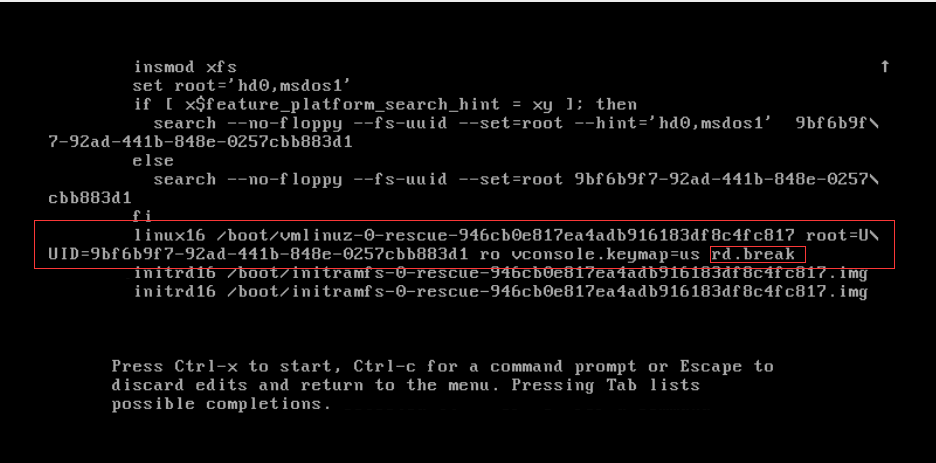 insmod xfs
set root='hd0,msdos1'
if [ x$feature_platform_search_hint = xy ]; then
search --no-floppy --fs-uuid --set=root --hint='hd0,msdos1' 9bf6b9f\
7-92ad-441b-848e-0257cbb883d1
else
search --no-floppy --fs-uuid --set=root 9bf6b9f7-92ad-441b-848e-0257\
cbb883d1
fi
linux16 /boot/vmlinuz-0-rescue-946cb0e817ea4adb916183df8c4fc817 root=U\
UID=9bf6b9f7-92ad-441b-848e-0257cbb883d1 ro vconsole.keymap=us rd.break
initrd16 /boot/initramfs-0-rescue-946cb0e817ea4adb916183df8c4fc817.img
initrd16 /boot/initramfs-0-rescue-946cb0e817ea4adb916183df8c4fc817.img
Press Ctrl-x to start, Ctrl-c for a command prompt or Escape to
discard edits and return to the menu. Pressing Tab lists
possible completions.